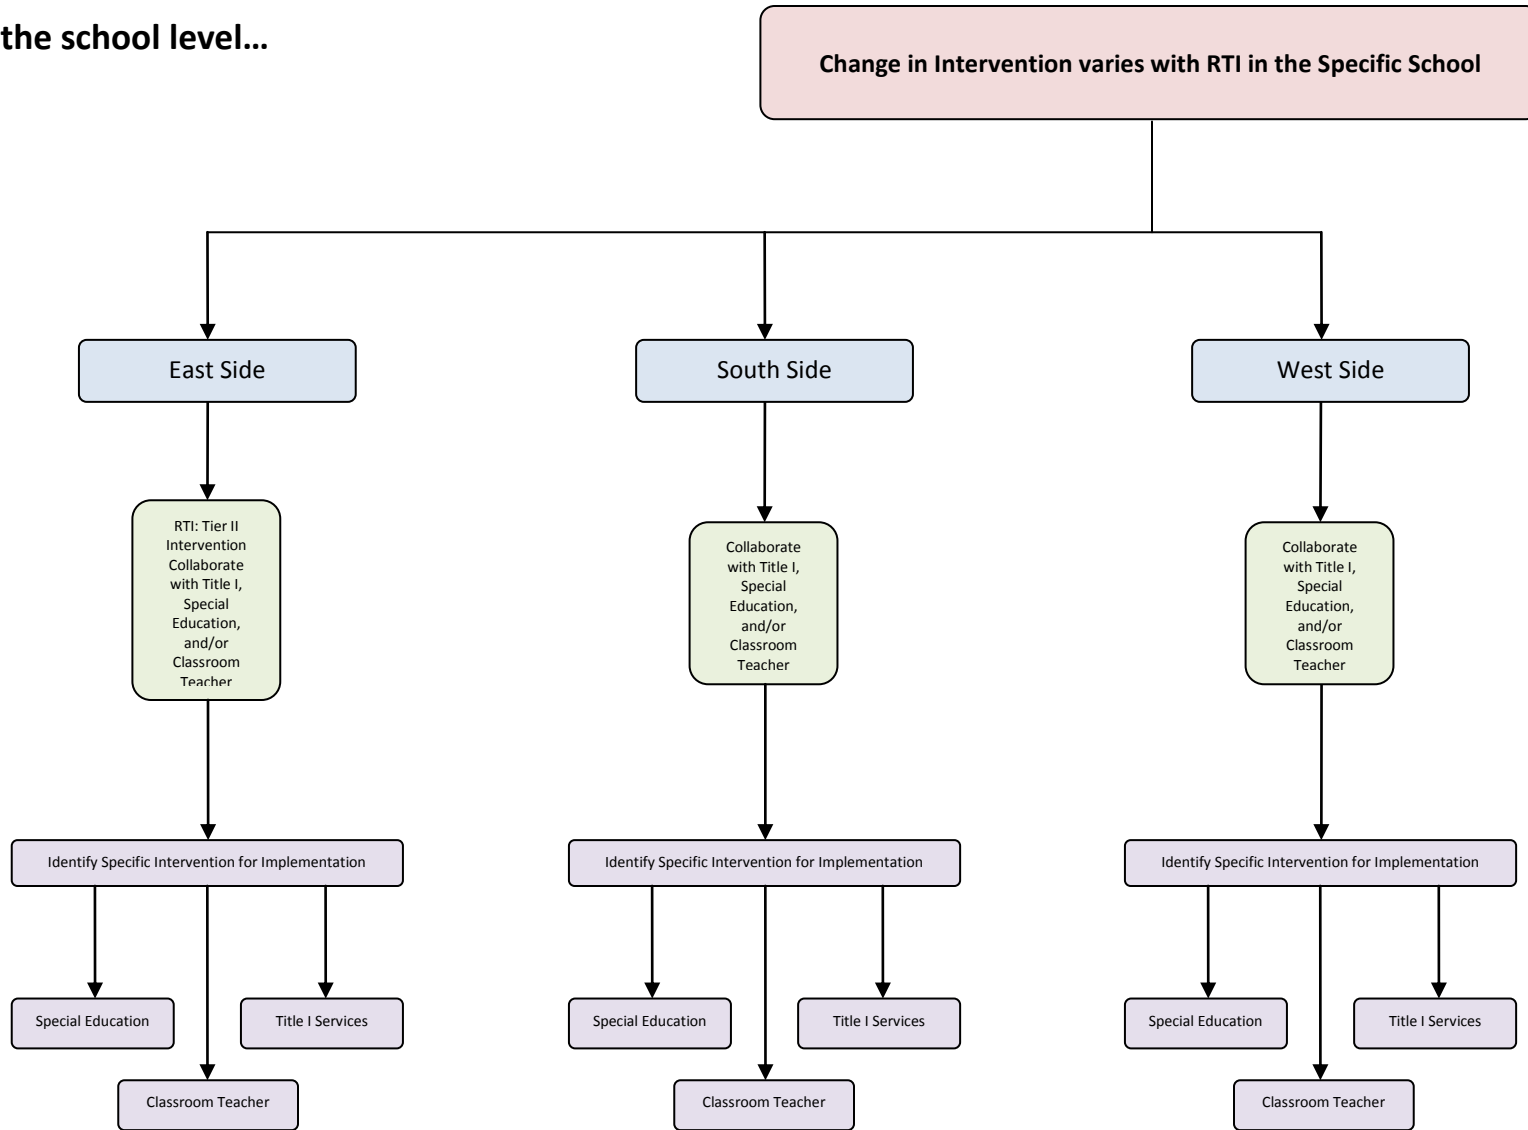 the school level…
Change in Intervention varies with RTI in the Specific School
East Side
South Side
West Side
RTI: Tier II
Intervention
Collaborate
with Title I,
Special
Education,
and/or
Classroom
Teacher
Collaborate
with Title I,
Special
Education,
and/or
Classroom
Teacher
Collaborate
with Title I,
Special
Education,
and/or
Classroom
Teacher
Identify Specific Intervention for Implementation
Identify Specific Intervention for Implementation
Identify Specific Intervention for Implementation
Special Education
Title I Services
Special Education
Title I Services
Special Education
Title I Services
Classroom Teacher
Classroom Teacher
Classroom Teacher